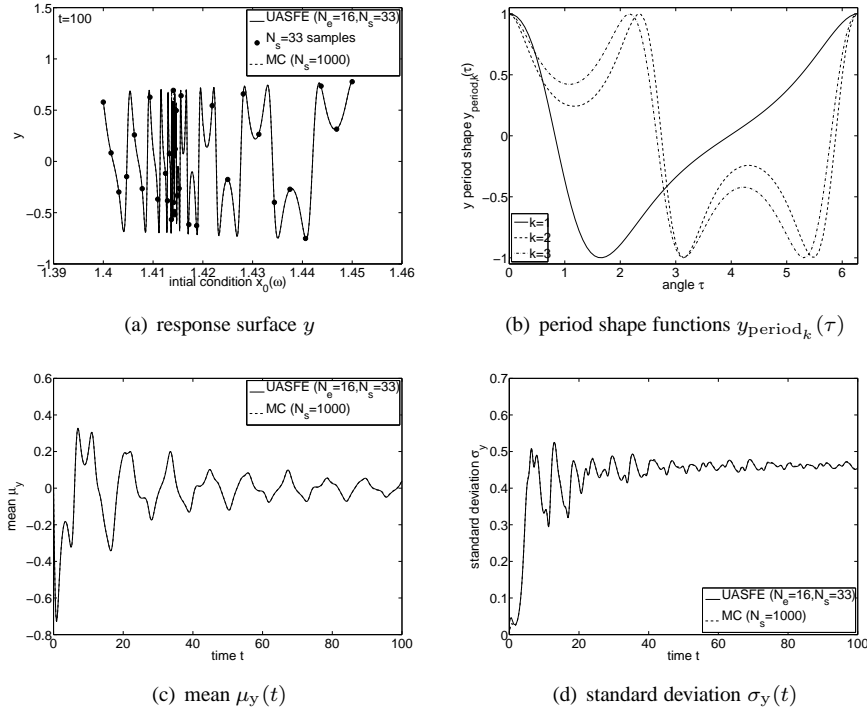 t=100
UASFE (N_e=16,N_s=33)
N_s=33 samples
MC (N_s=1000)
1.5
1
0.5
0
−0.5
−1
y
1.39 1.4 1.41 1.42 1.43 1.44 1.45 1.46
intial condition x_0(ω)
(a) response surface y
1
0.5
0
−0.5
−1
y period shape y_period,k(τ)
k=1
k=2
k=3
0 1 2 3 4 5 6
angle τ
(b) period shape functions y_period_k(τ)
UASFE (N_e=16,N_s=33)
MC (N_s=1000)
0.6
0.4
0.2
0
−0.2
−0.4
−0.6
−0.8
mean μ_y
0 20 40 60 80 100
time t
(c) mean μ_y(t)
0.6
0.5
0.4
0.3
0.2
0.1
0
standard deviation σ_y
UASFE (N_e=16,N_s=33)
MC (N_s=1000)
0 20 40 60 80 100
time t
(d) standard deviation σ_y(t)